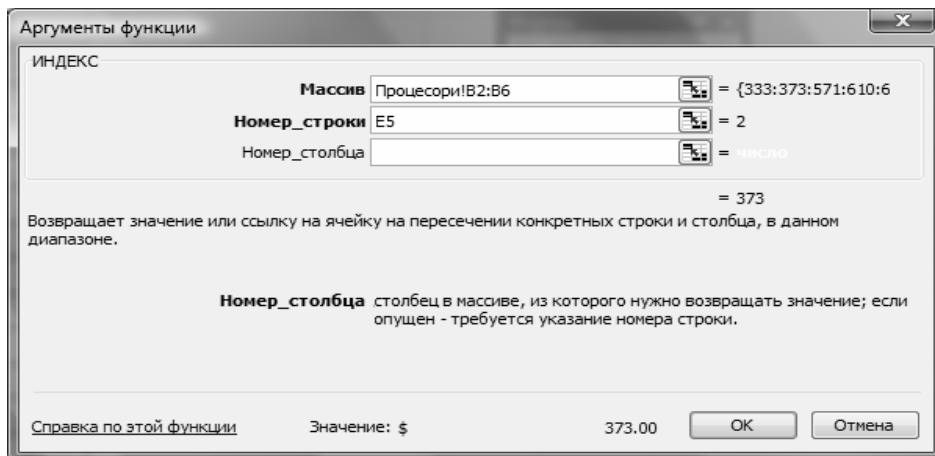 Аргументы функции
ИНДЕКС
Массив Процесори!B2:B6 = {333:373:571:610:6
Номер_строки E5 = 2
Номер_столбца = число
= 373
Возвращает значение или ссылку на ячейку на пересечении конкретных строки и столбца, в данном
диапазоне.
Номер_столбца столбец в массиве, из которого нужно возвращать значение; если
опущен - требуется указание номера строки.
Справка по этой функции Значение: $ 373.00 OK Отмена